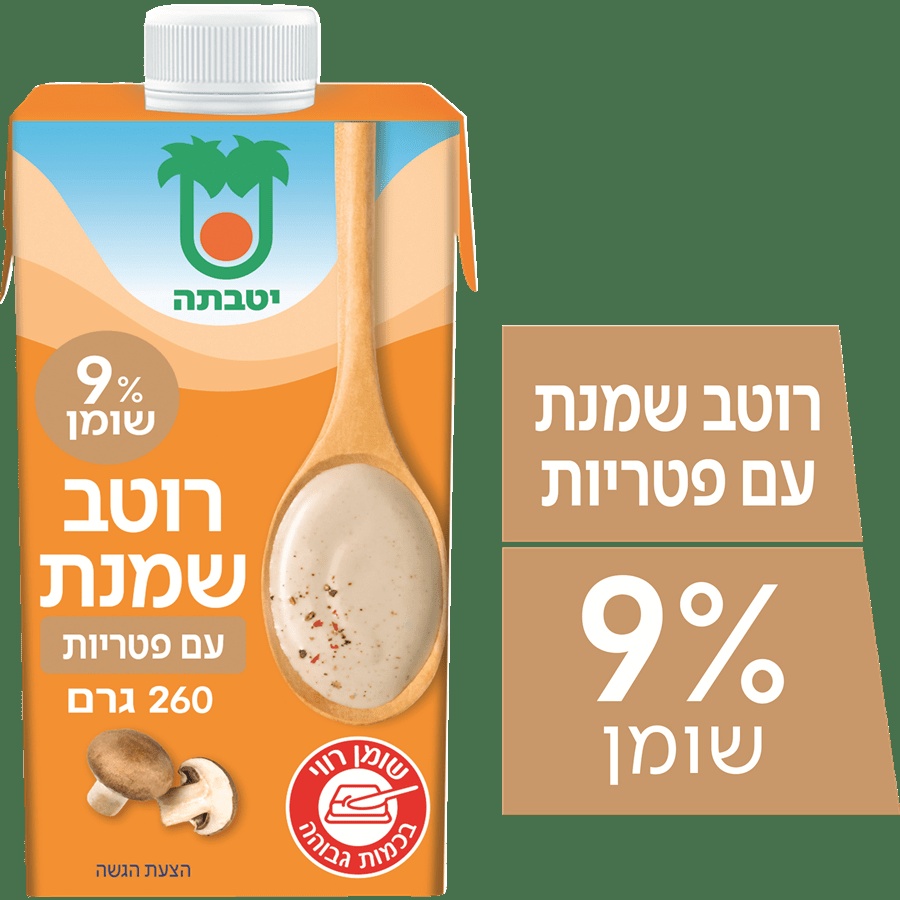 יטבתה
9%
שומן
רוטב
שמנת
עם פטריות
260 גרם
שומן רווי
בכמות גבוהה
הצעת הגשה
רוטב שמנת
עם פטריות
9%
שומן